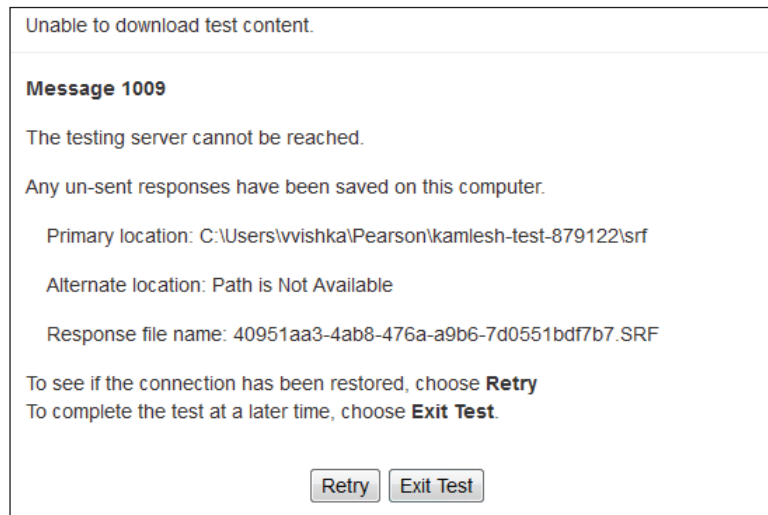 Unable to download test content.
Message 1009
The testing server cannot be reached.
Any un-sent responses have been saved on this computer.
Primary location: C:\Users\vvishka\Pearson\kamlesh-test-879122\srf
Alternate location: Path is Not Available
Response file name: 40951aa3-4ab8-476a-a9b6-7d0551bdf7b7.SRF
To see if the connection has been restored, choose Retry
To complete the test at a later time, choose Exit Test.
Retry Exit Test